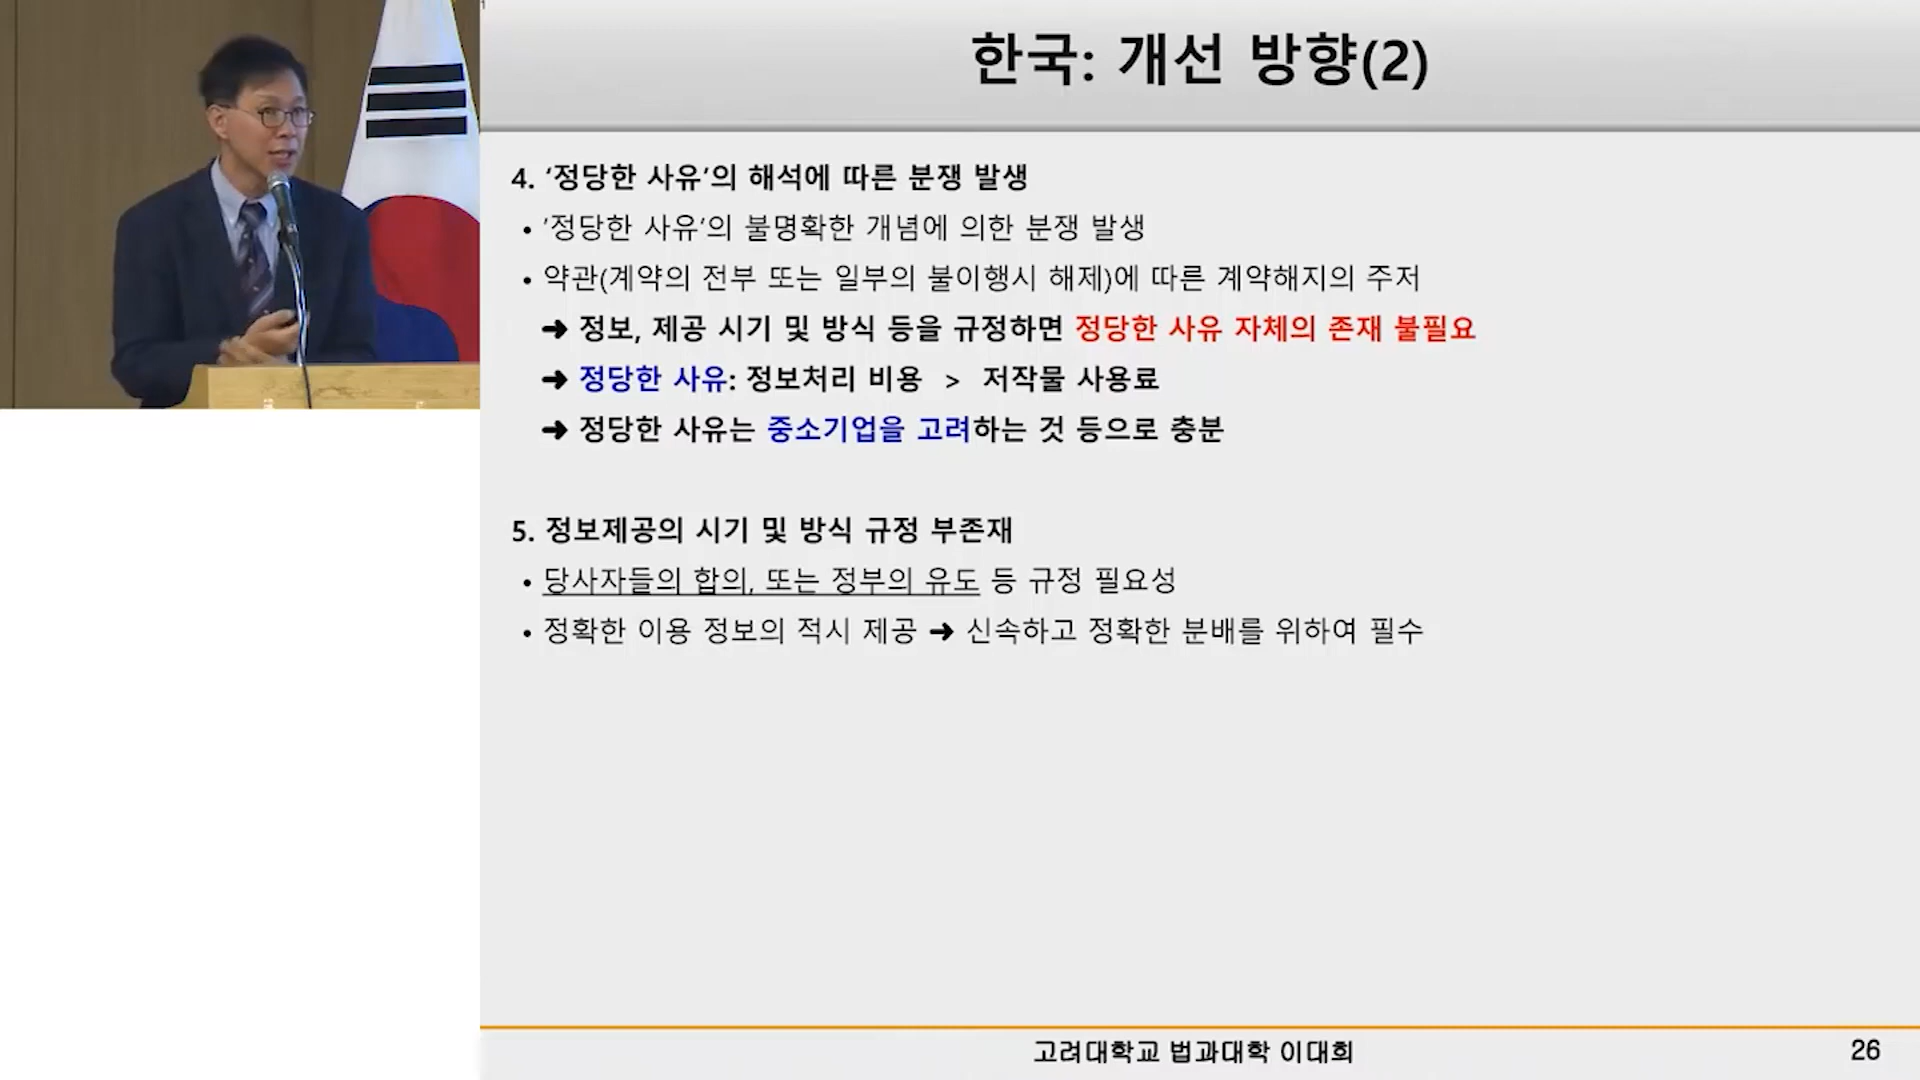 한국: 개선 방향(2)
4. ‘정당한 사유’의 해석에 따른 분쟁 발생
• ’정당한 사유’의 불명확한 개념에 의한 분쟁 발생
• 약관(계약의 전부 또는 일부의 불이행시 해제)에 따른 계약해지의 주저
➜ 정보, 제공 시기 및 방식 등을 규정하면 정당한 사유 자체의 존재 불필요
➜ 정당한 사유: 정보처리 비용 > 저작물 사용료
➜ 정당한 사유는 중소기업을 고려하는 것 등으로 충분
5. 정보제공의 시기 및 방식 규정 부존재
• 당사자들의 합의, 또는 정부의 유도 등 규정 필요성
• 정확한 이용 정보의 적시 제공 ➜ 신속하고 정확한 분배를 위하여 필수
고려대학교 법과대학 이대희
26